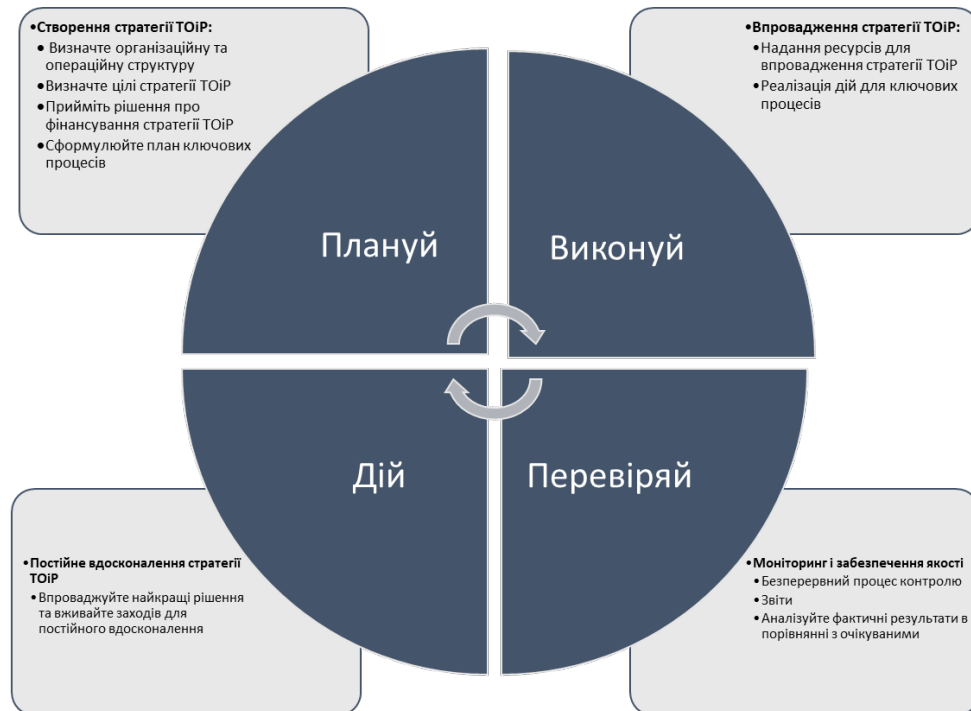 •Створення стратегії ТОіР:
• Визначте організаційну та
операційну структуру
•Визначте цілі стратегії ТОіР
•Прийміть рішення про
фінансування стратегії ТОіР
•Сформулюйте план ключових
процесів
•Впровадження стратегії ТОіР:
•Надання ресурсів для
впровадження стратегії ТОіР
•Реалізація дій для ключових
процесів
Плануй
Виконуй
Дій
Перевіряй
•Постійне вдосконалення стратегії
ТОіР
•Впроваджуйте найкращі рішення
та вживайте заходів для
постійного вдосконалення
•Моніторинг і забезпечення якості
•Безперервний процес контролю
•Звіти
•Аналізуйте фактичні результати в
порівнянні з очікуваними